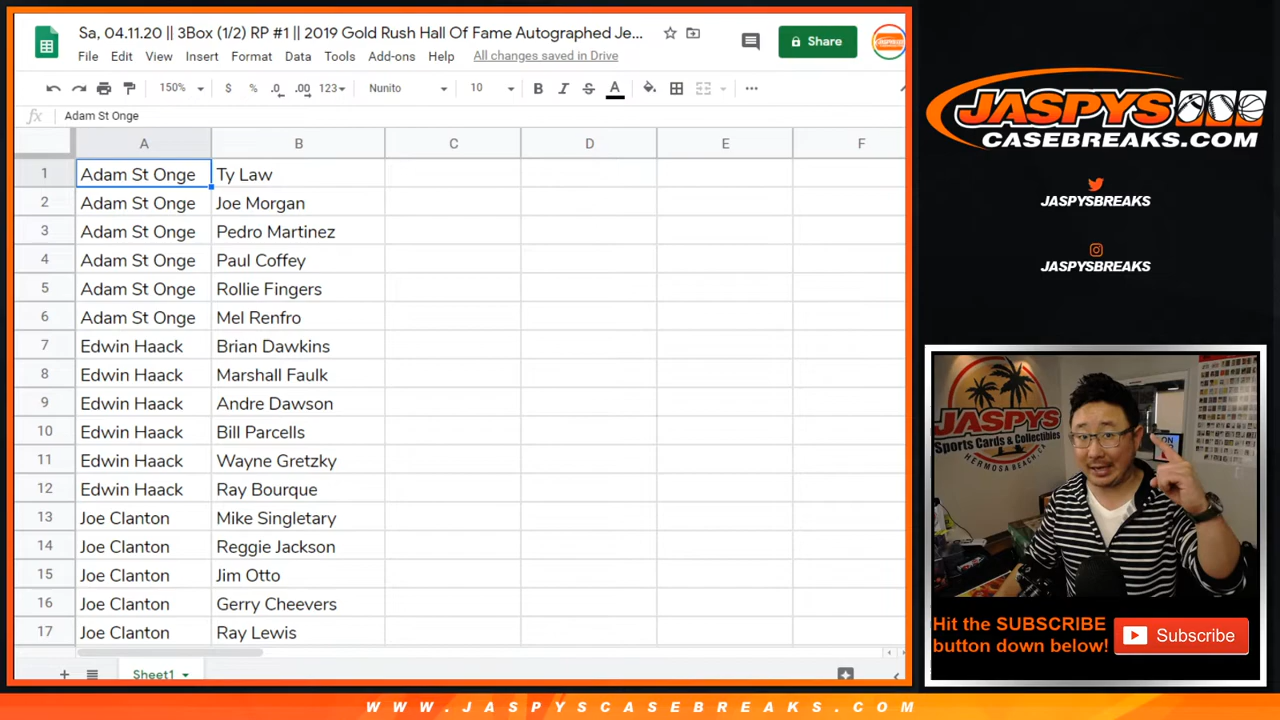 Sa, 04.11.20 || 3Box (1/2) RP #1 || 2019 Gold Rush Hall Of Fame Autographed Je...
File Edit View Insert Format Data Tools Add-ons Help All changes saved in Drive
Share
150% $ % .0 .00 123 Nunito 10 B I S A ...
fx Adam St Onge
A B C D E F
1 Adam St Onge Ty Law
2 Adam St Onge Joe Morgan
3 Adam St Onge Pedro Martinez
4 Adam St Onge Paul Coffey
5 Adam St Onge Rollie Fingers
6 Adam St Onge Mel Renfro
7 Edwin Haack Brian Dawkins
8 Edwin Haack Marshall Faulk
9 Edwin Haack Andre Dawson
10 Edwin Haack Bill Parcells
11 Edwin Haack Wayne Gretzky
12 Edwin Haack Ray Bourque
13 Joe Clanton Mike Singletary
14 Joe Clanton Reggie Jackson
15 Joe Clanton Jim Otto
16 Joe Clanton Gerry Cheevers
17 Joe Clanton Ray Lewis
Sheet1
JASPYS
CASEBREAKS.COM
JASPYSBREAKS
JASPYSBREAKS
JASPYS
Sports Cards & Collectibles
HERMOSA BEACH, CA
ON
Hit the SUBSCRIBE
button down below!
Subscribe
WWW.JASPYSCASEBREAKS.COM